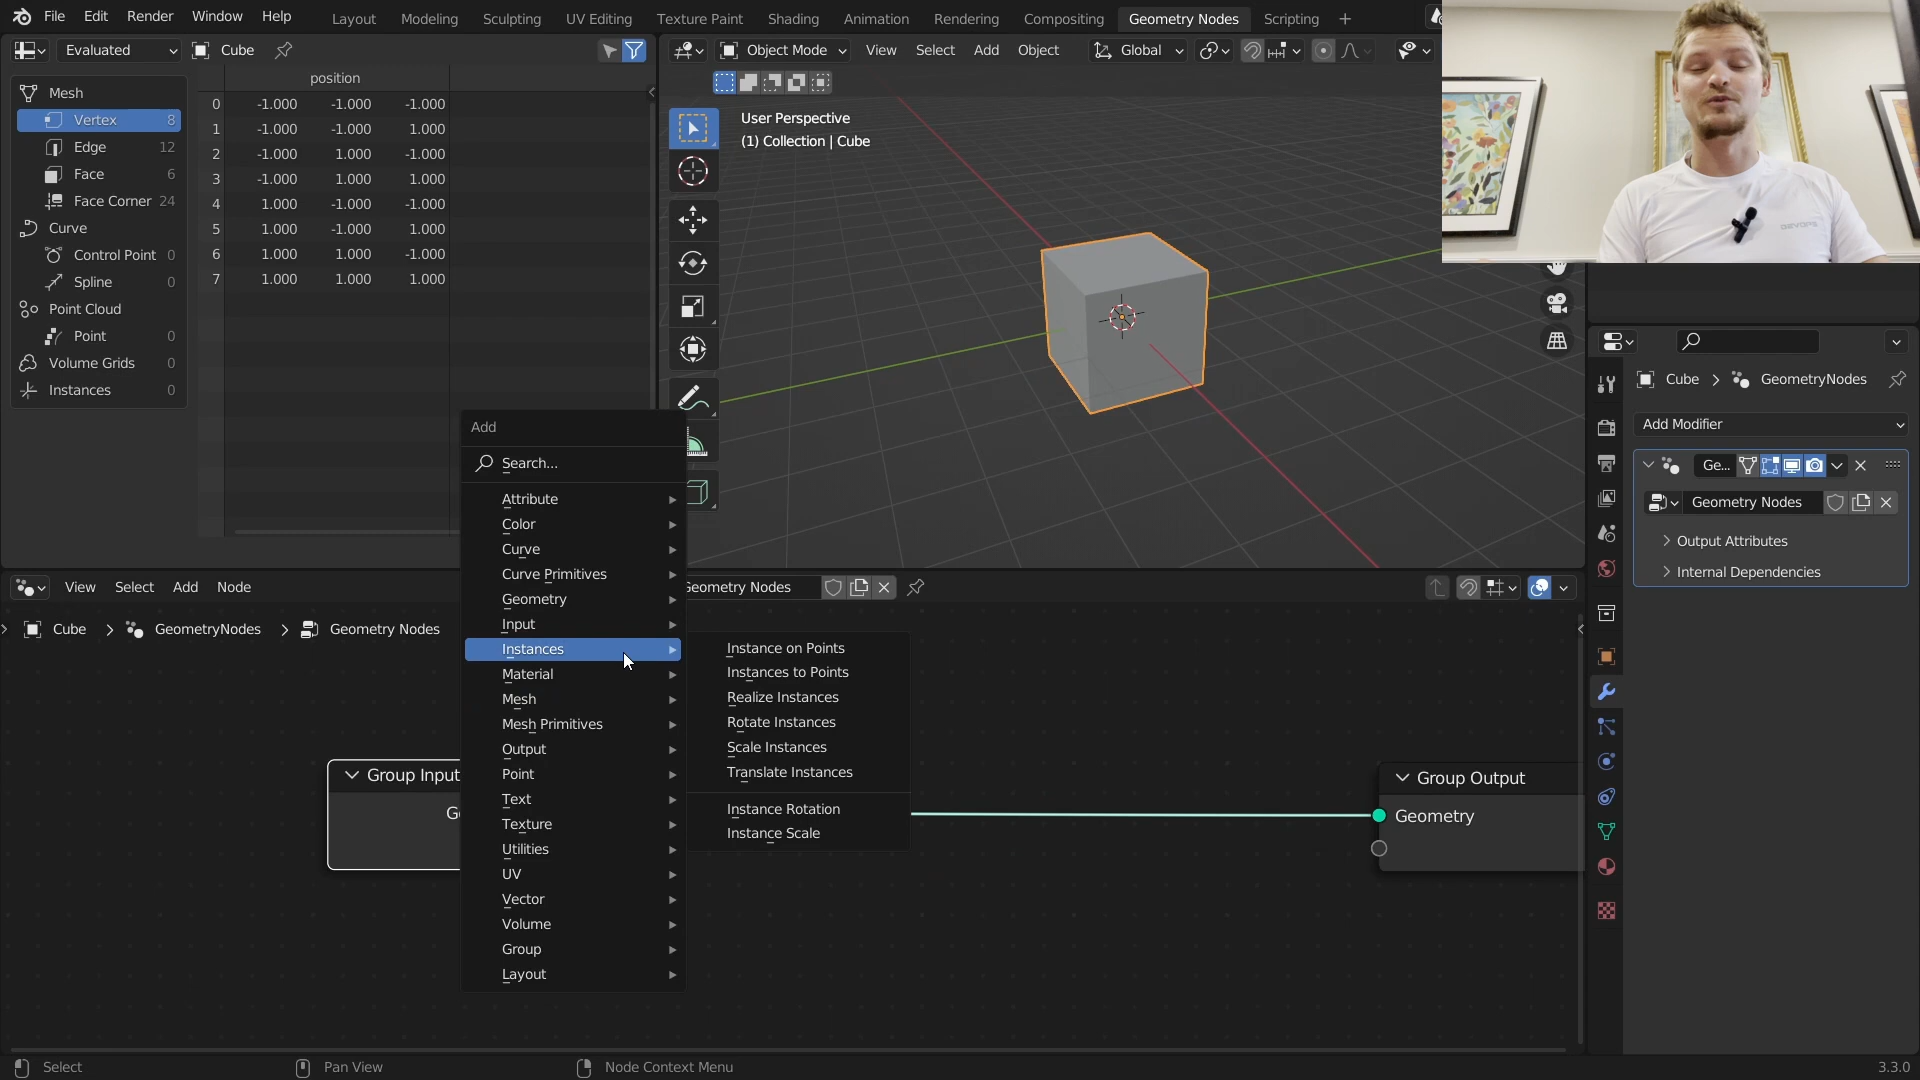 File Edit Render Window Help
Layout Modeling Sculpting UV Editing Texture Paint Shading Animation Rendering Compositing Geometry Nodes Scripting +
Evaluated Cube
Object Mode View Select Add Object Global
position
Mesh
Vertex 8
Edge 12
Face 6
Face Corner 24
Curve
Control Point 0
Spline 0
Point Cloud
Point 0
Volume Grids 0
Instances 0
0 -1.000 -1.000 -1.000
1 -1.000 -1.000 1.000
2 -1.000 1.000 -1.000
3 -1.000 1.000 1.000
4 1.000 -1.000 -1.000
5 1.000 -1.000 1.000
6 1.000 1.000 -1.000
7 1.000 1.000 1.000
User Perspective
(1) Collection | Cube
Cube > GeometryNodes
Add Modifier
Ge...
Geometry Nodes
Output Attributes
Internal Dependencies
View Select Add Node
Geometry Nodes
Cube > GeometryNodes > Geometry Nodes
Add
Search...
Attribute
Color
Curve
Curve Primitives
Geometry
Input
Instances
Material
Mesh
Mesh Primitives
Output
Point
Text
Texture
Utilities
UV
Vector
Volume
Group
Layout
Instance on Points
Instances to Points
Realize Instances
Rotate Instances
Scale Instances
Translate Instances
Instance Rotation
Instance Scale
Group Input
Ge
Group Output
Geometry
Select Pan View Node Context Menu 3.3.0